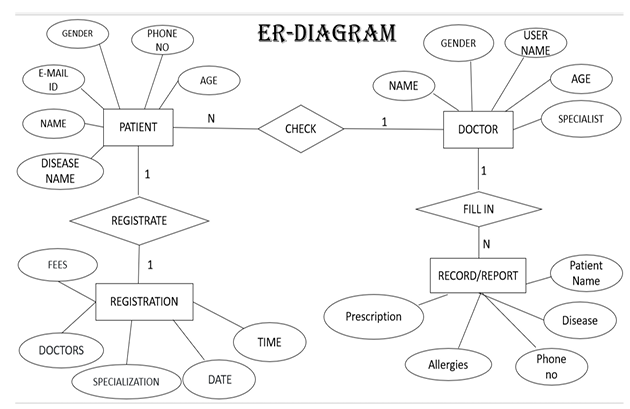 ER-DIAGRAM
GENDER
PHONE
NO
E-MAIL
ID
AGE
NAME
DISEASE
NAME
PATIENT
N
CHECK
1
DOCTOR
GENDER
USER
NAME
NAME
AGE
SPECIALIST
1
REGISTRATE
1
1
FILL IN
N
FEES
REGISTRATION
DOCTORS
SPECIALIZATION
DATE
TIME
RECORD/REPORT
Patient
Name
Prescription
Disease
Allergies
Phone
no